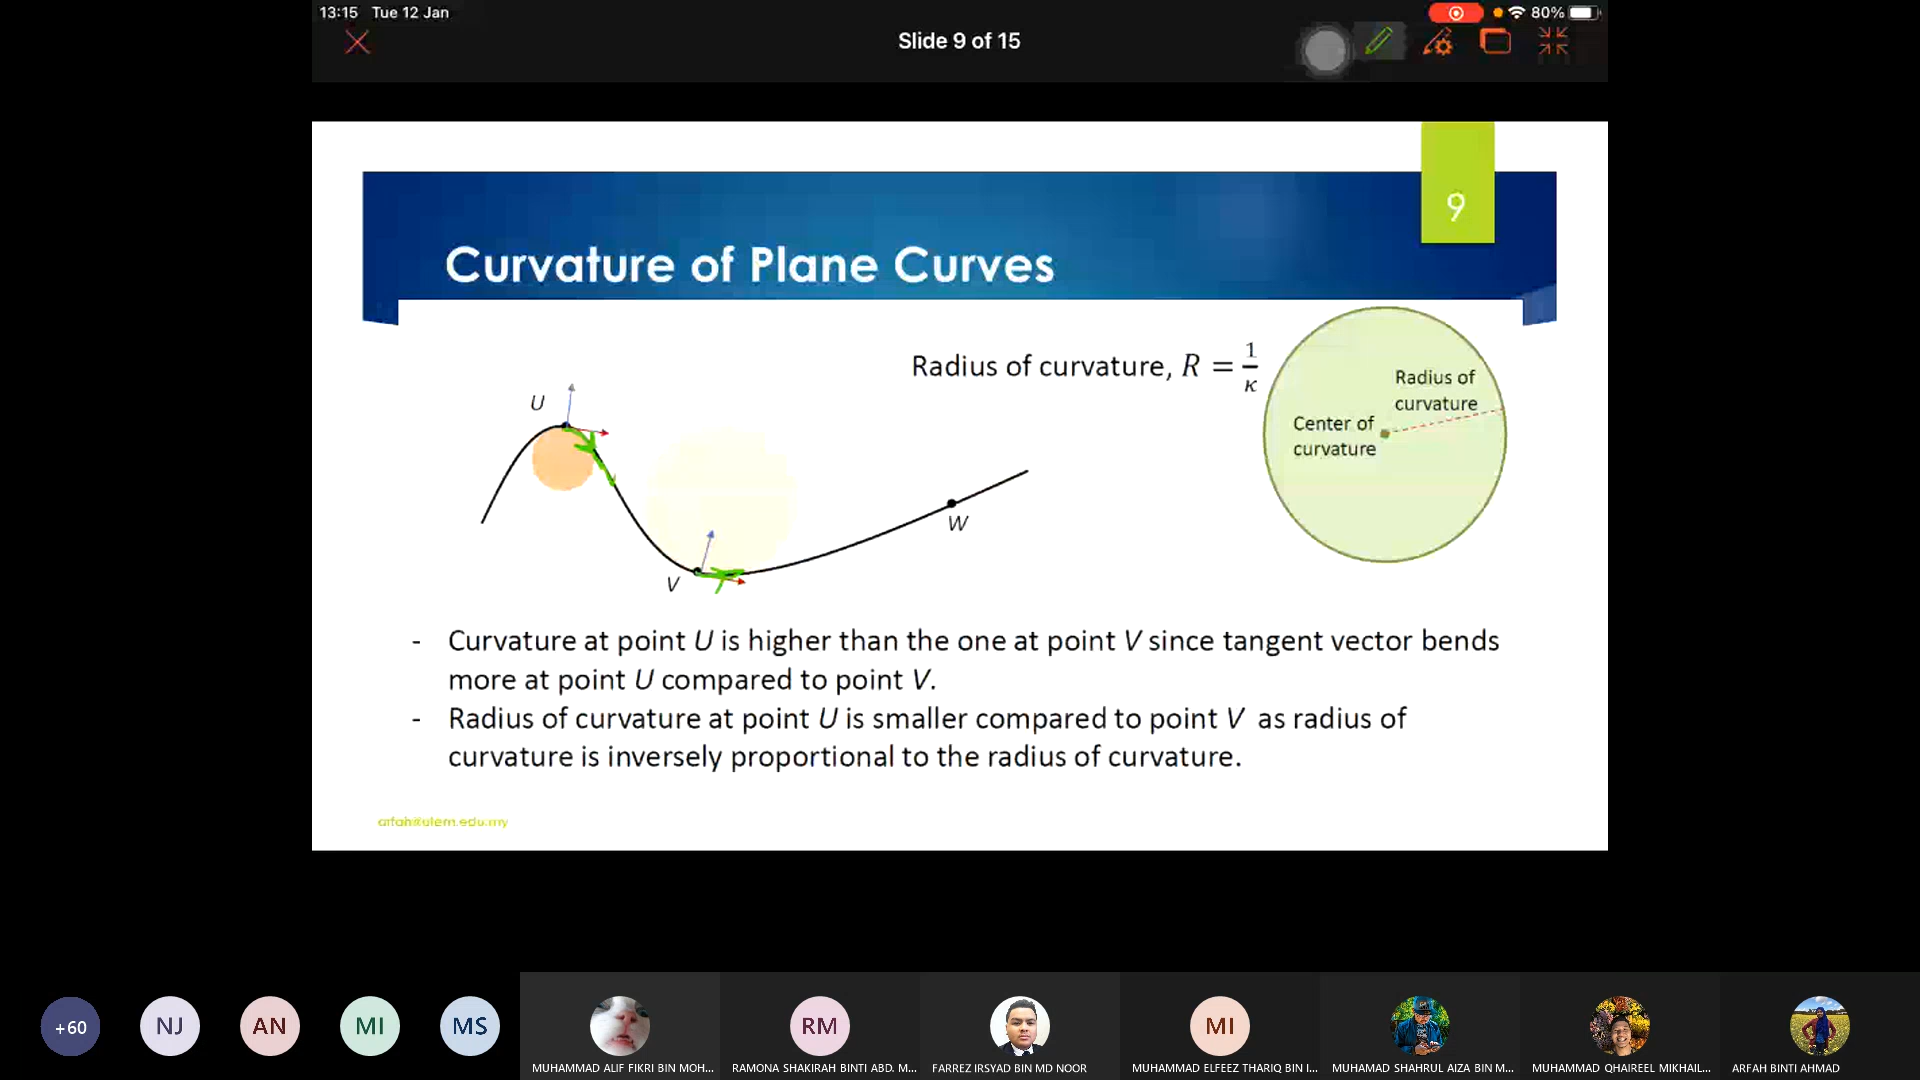 13:15 Tue 12 Jan
80%
Slide 9 of 15
9
Curvature of Plane Curves
Radius of curvature, R = 1/κ
Radius of
curvature
Center of
curvature
U
V
W
- Curvature at point U is higher than the one at point V since tangent vector bends
more at point U compared to point V.
- Radius of curvature at point U is smaller compared to point V as radius of
curvature is inversely proportional to the radius of curvature.
+60
NJ
AN
MI
MS
RM
MI
MUHAMMAD ALIF FIKRI BIN MOH...
RAMONA SHAKIRAH BINTI ABD. M...
FARREZ IRSYAD BIN MD NOOR
MUHAMMAD ELFEEZ THARIQ BIN I...
MUHAMAD SHAHRUL AIZA BIN M...
MUHAMMAD QHAIREEL MIKHAIL...
ARFAH BINTI AHMAD